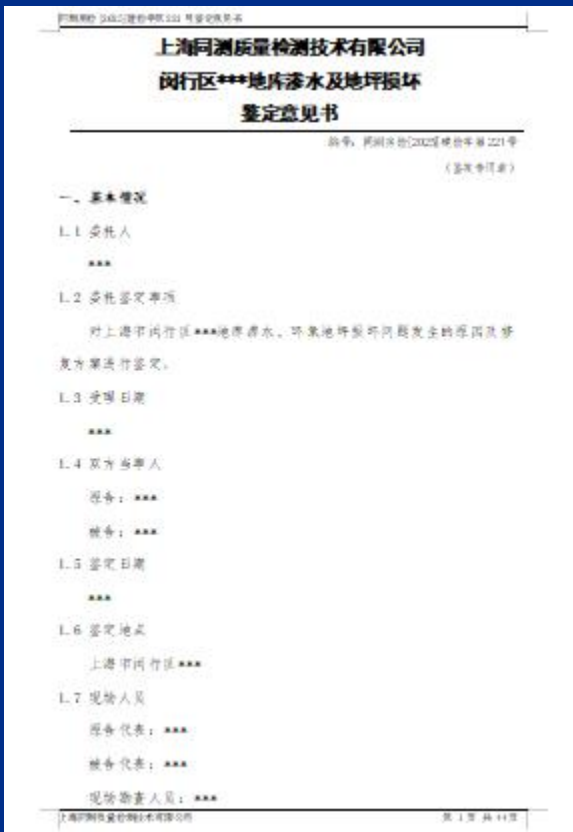 上海同测质量检测技术有限公司
闵行区***地库渗水及地坪损坏
鉴定意见书
一、基本情况
1.1 委托人
***
1.2 委托鉴定事项
对上海市闵行区***地库渗水、环氧地坪损坏问题发生的原因及修
复方案进行鉴定。
1.3 受理日期
***
1.4 双方当事人
原告：***
被告：***
1.5 鉴定日期
***
1.6 鉴定地点
上海市闵行区***
1.7 现场人员
原告代表：***
被告代表：***
现场勘查人员：***
上海同测质量检测技术有限公司
第 1 页 共 44 页